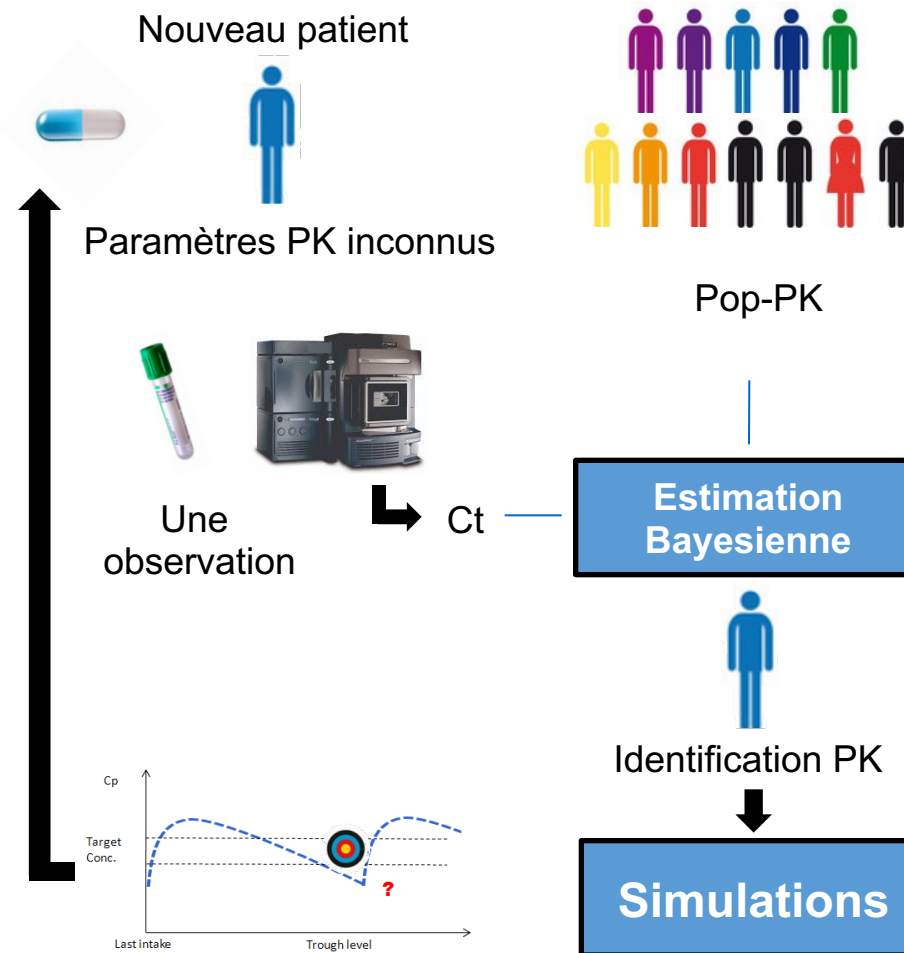 Nouveau patient
Paramètres PK inconnus
Pop-PK
Une
observation
Ct
Estimation
Bayesienne
Identification PK
Simulations
Cp
Target
Conc.
?
Last intake
Trough level